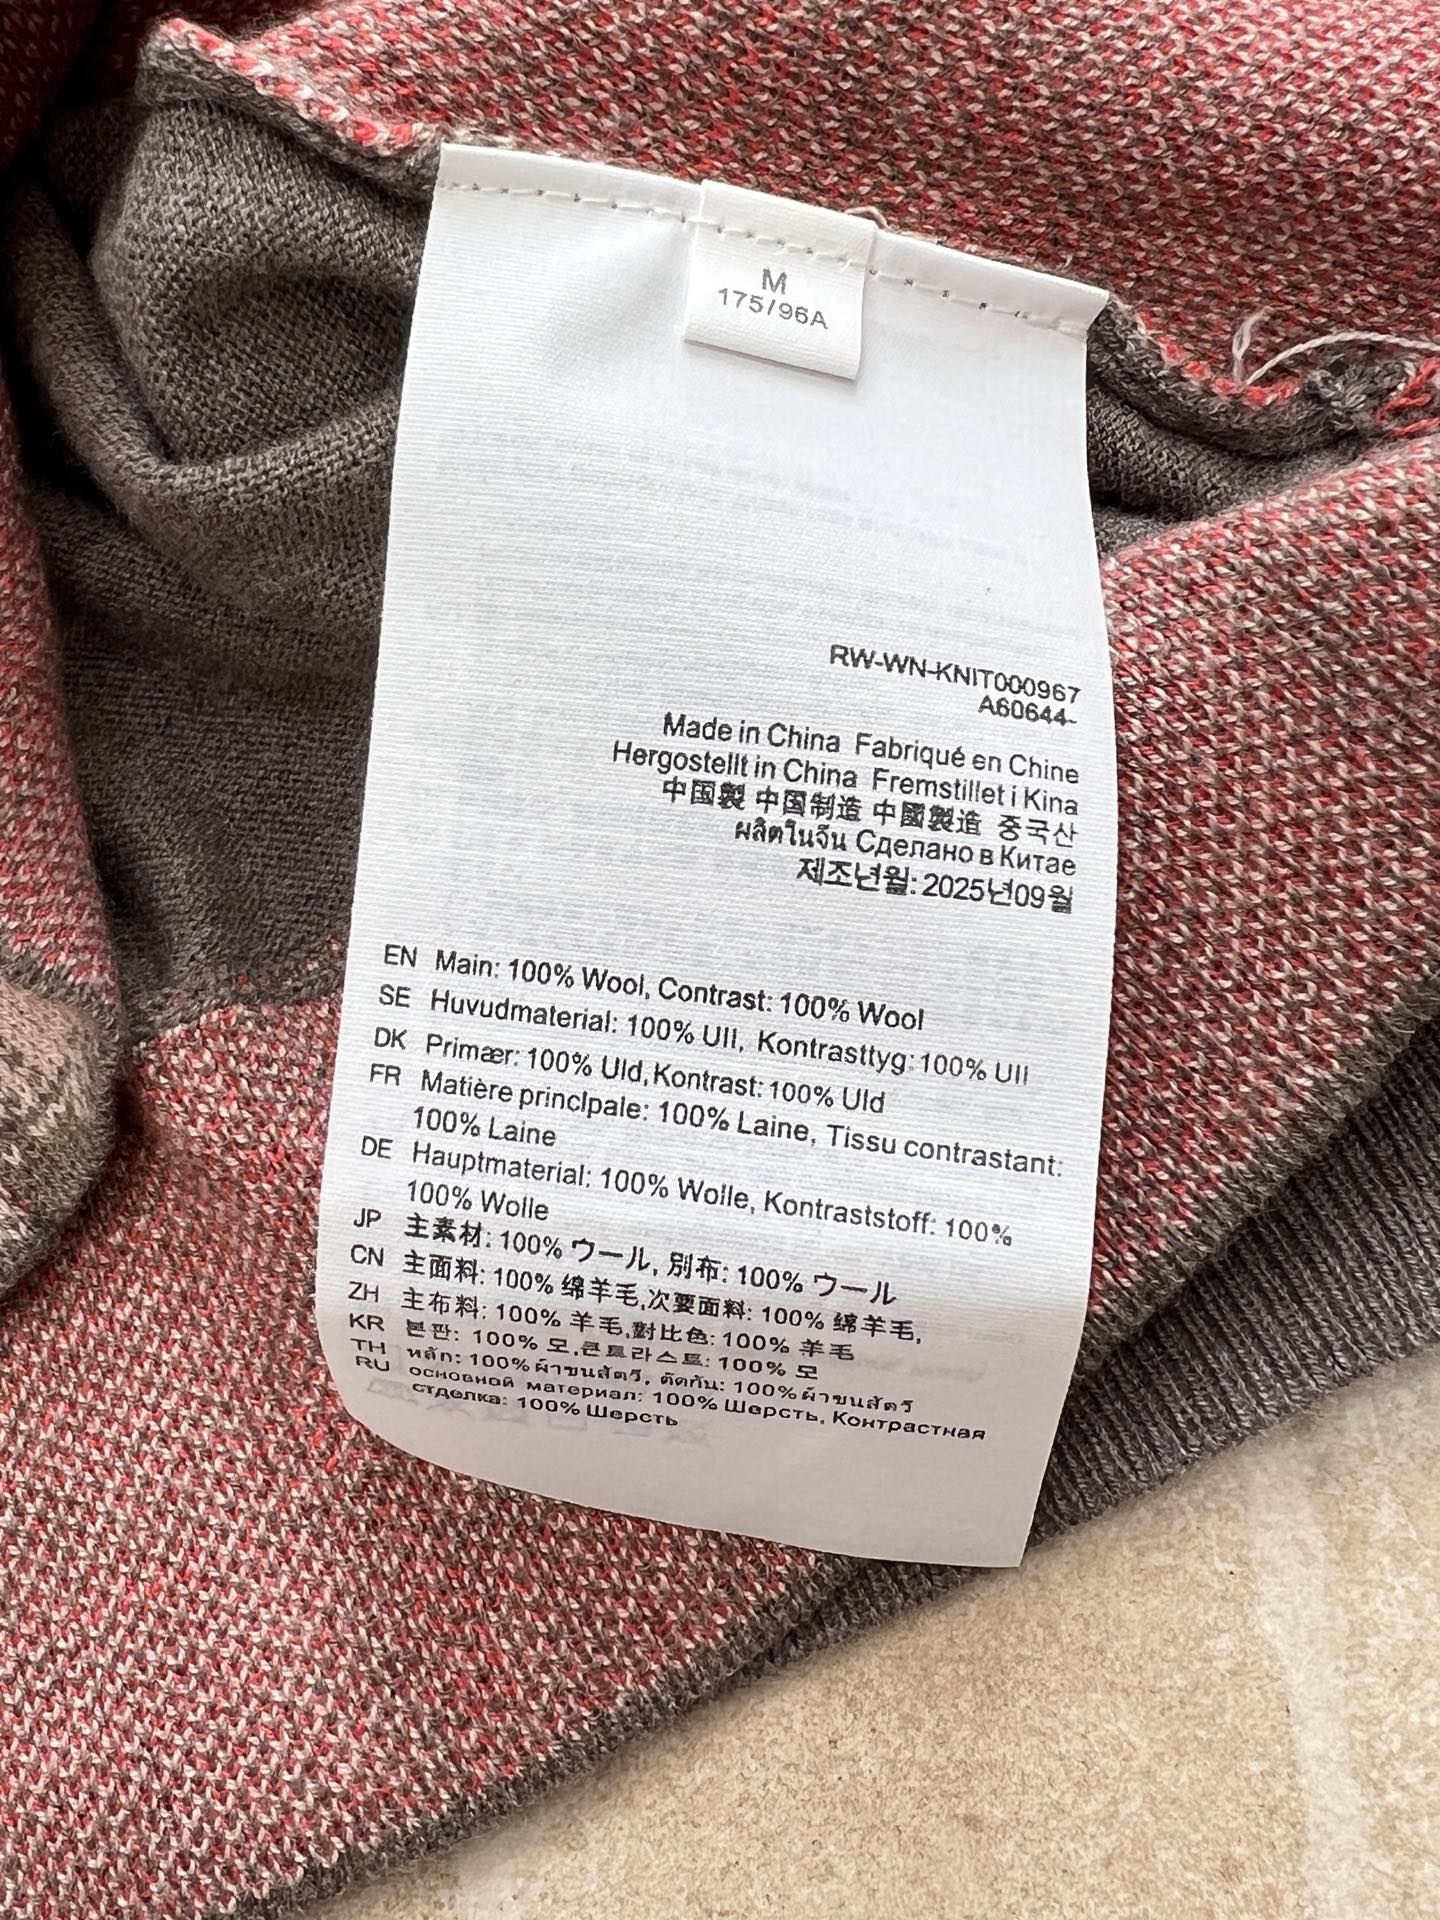 M
175/96A
RW-WN-KNIT000967
A60644-
Made in China Fabriqué en Chine
Hergostellt in China Fremstillet i Kina
中国製 中国制造 中國製造 중국산
ผลิตในจีน Сделано в Китае
제조년월: 2025년09월
EN Main: 100% Wool, Contrast: 100% Wool
SE Huvudmaterial: 100% Ull, Kontrasttyg: 100% Ull
DK Primær: 100% Uld, Kontrast: 100% Uld
FR Matière principale: 100% Laine, Tissu contrastant:
100% Laine
DE Hauptmaterial: 100% Wolle, Kontraststoff: 100%
100% Wolle
JP 主素材: 100% ウール, 別布: 100% ウール
CN 主面料: 100% 绵羊毛,次要面料: 100% 绵羊毛,
ZH 主布料: 100% 羊毛,對比色: 100% 羊毛
KR 본판: 100% 모,콘트라스트: 100% 모
TH หลัก: 100% ผ้าขนสัตว์, ตัดกัน: 100% ผ้าขนสัตว์
RU основной материал: 100% Шерсть, Контрастная
отделка: 100% Шерсть